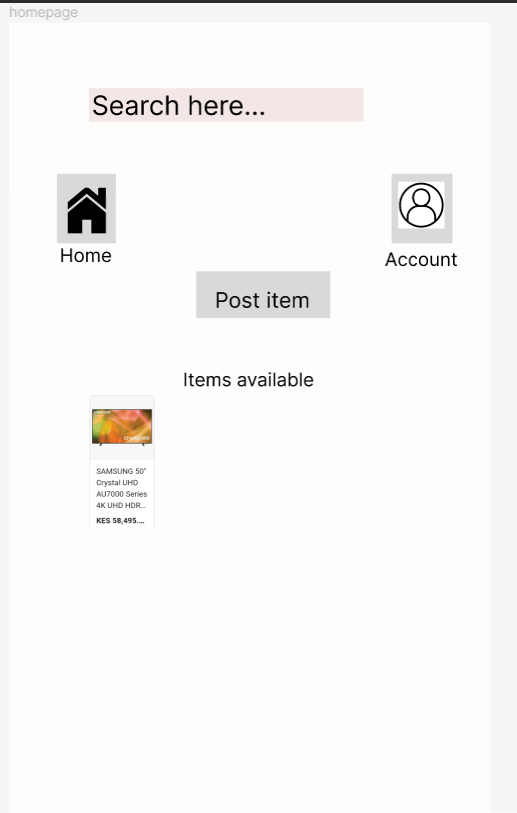 homepage
Search here...
Home
Account
Post item
Items available
Crystal UHD
SAMSUNG 50"
Crystal UHD
AU7000 Series
4K UHD HDR...
KES 58,495....